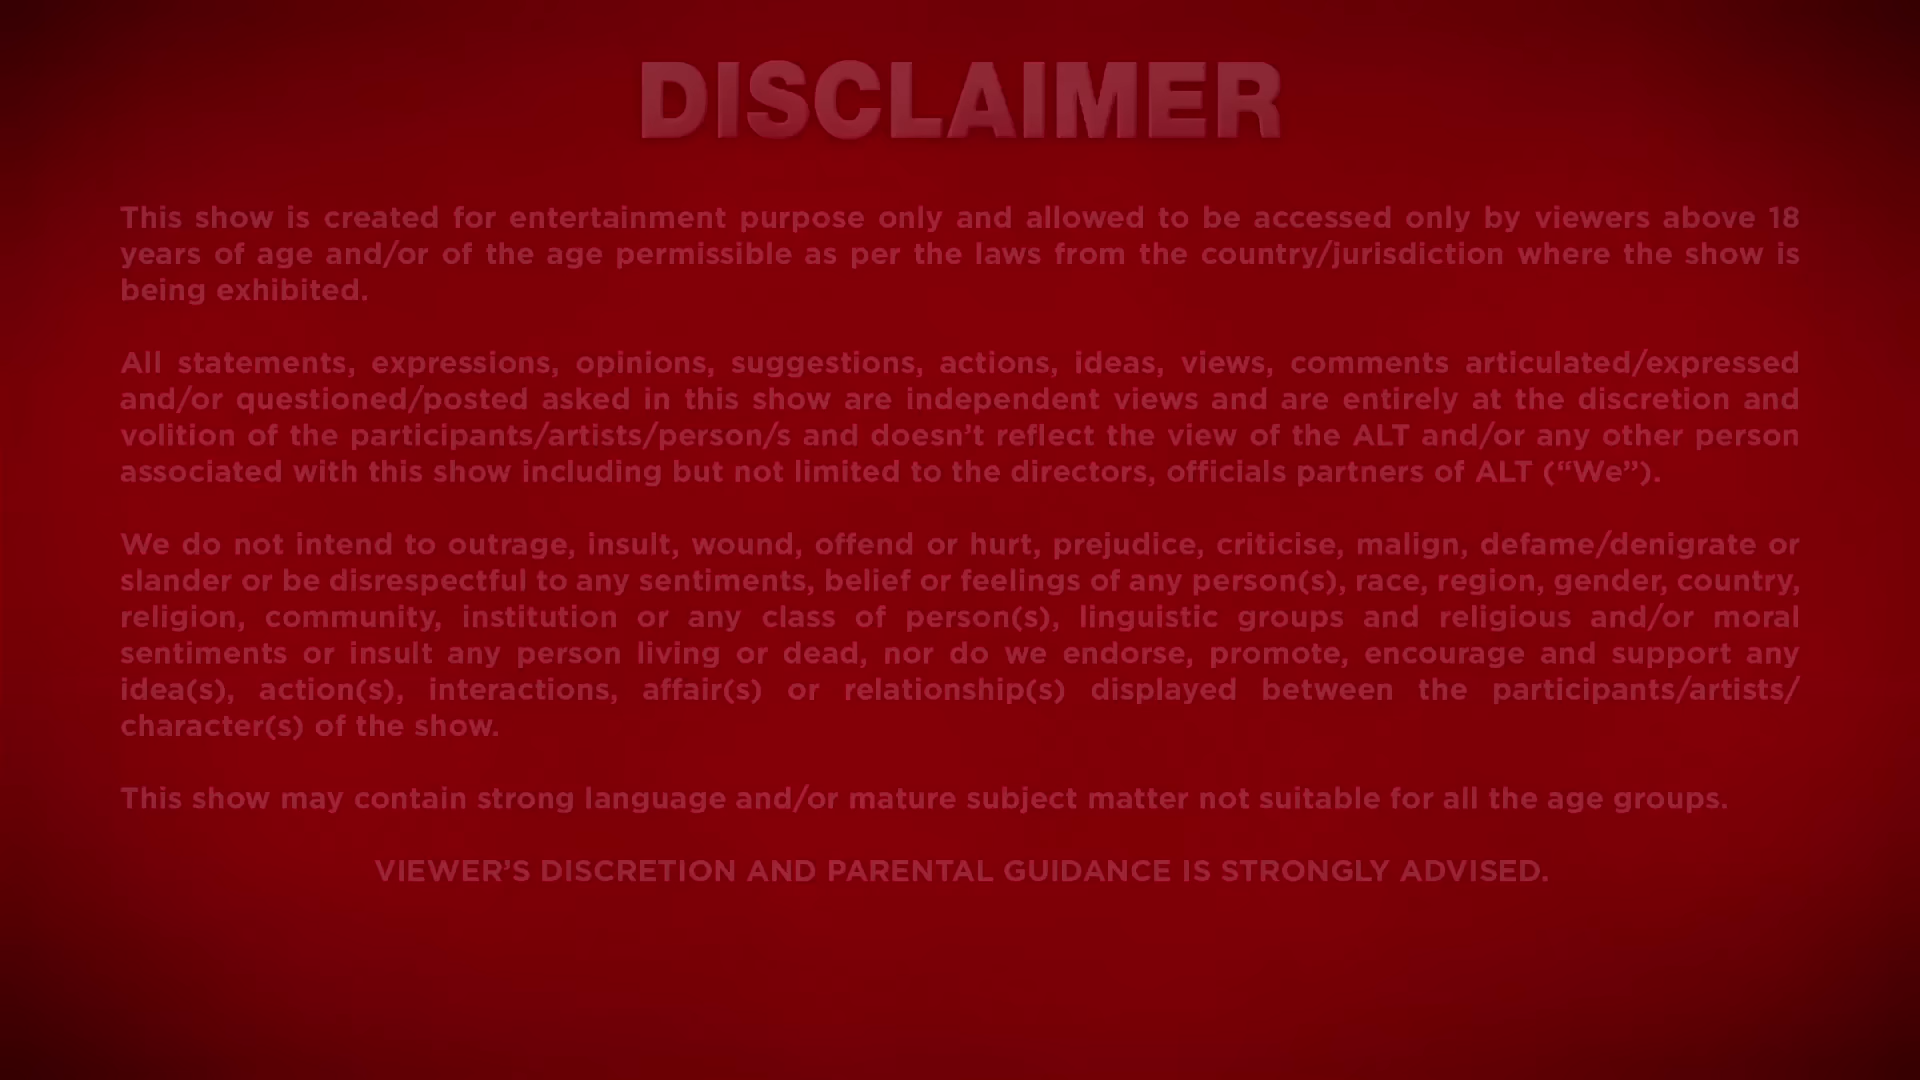 DISCLAIMER
This show is created for entertainment purpose only and allowed to be accessed only by viewers above 18
years of age and/or of the age permissible as per the laws from the country/jurisdiction where the show is
being exhibited.
All statements, expressions, opinions, suggestions, actions, ideas, views, comments articulated/expressed
and/or questioned/posted asked in this show are independent views and are entirely at the discretion and
volition of the participants/artists/person/s and doesn’t reflect the view of the ALT and/or any other person
associated with this show including but not limited to the directors, officials partners of ALT (“We”).
We do not intend to outrage, insult, wound, offend or hurt, prejudice, criticise, malign, defame/denigrate or
slander or be disrespectful to any sentiments, belief or feelings of any person(s), race, region, gender, country,
religion, community, institution or any class of person(s), linguistic groups and religious and/or moral
sentiments or insult any person living or dead, nor do we endorse, promote, encourage and support any
idea(s), action(s), interactions, affair(s) or relationship(s) displayed between the participants/artists/
character(s) of the show.
This show may contain strong language and/or mature subject matter not suitable for all the age groups.
VIEWER’S DISCRETION AND PARENTAL GUIDANCE IS STRONGLY ADVISED.